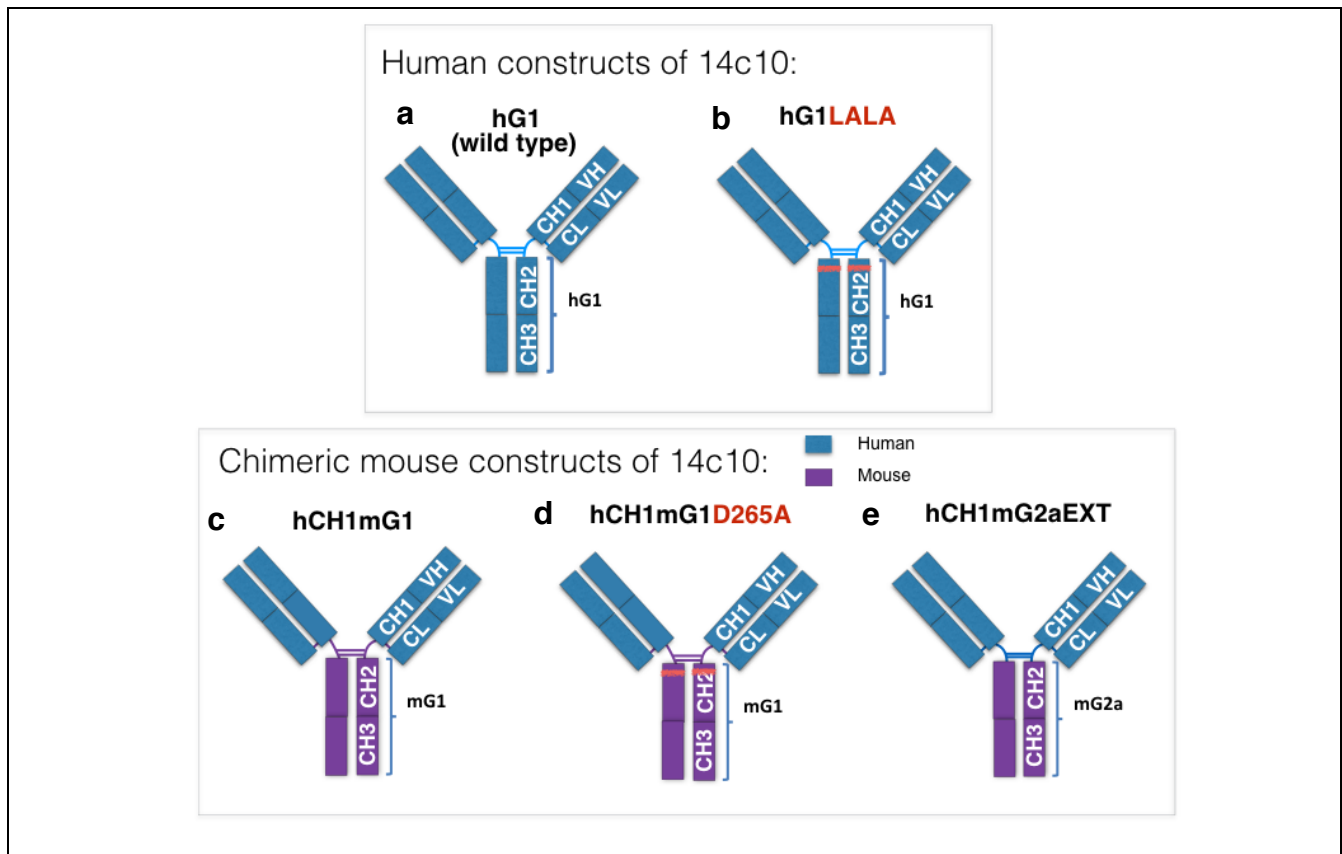 Human constructs of 14c10:
a
hG1
(wild type)
VH
CH1
VL
CL
CH2
CH3
hG1
b
hG1LALA
VH
CH1
VL
CL
CH2
CH3
hG1
Chimeric mouse constructs of 14c10:
Human
Mouse
c
hCH1mG1
VH
CH1
VL
CL
CH2
CH3
mG1
d
hCH1mG1D265A
VH
CH1
VL
CL
CH2
CH3
mG1
e
hCH1mG2aEXT
VH
CH1
VL
CL
CH2
CH3
mG2a